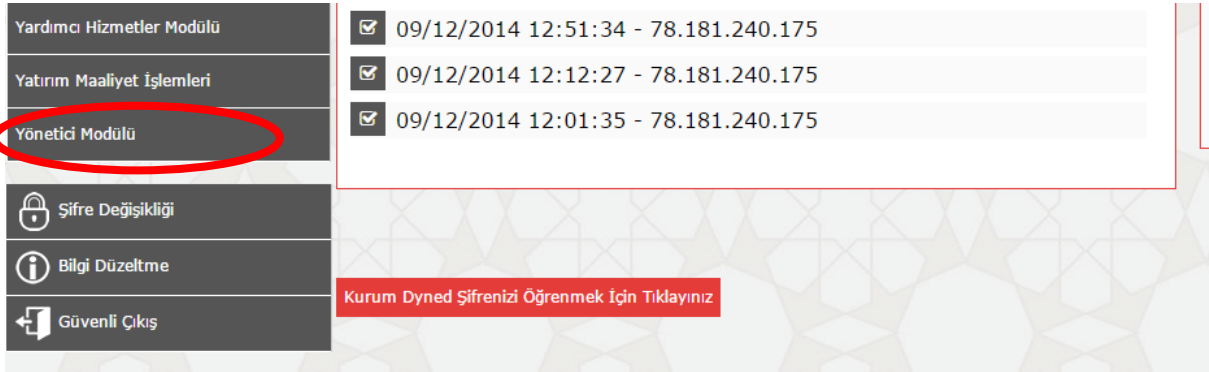 Yardımcı Hizmetler Modülü
Yatırım Maaliyet İşlemleri
Yönetici Modülü
Şifre Değişikliği
Bilgi Düzeltme
Güvenli Çıkış
09/12/2014 12:51:34 - 78.181.240.175
09/12/2014 12:12:27 - 78.181.240.175
09/12/2014 12:01:35 - 78.181.240.175
Kurum Dyned Şifrenizi Öğrenmek İçin Tıklayınız